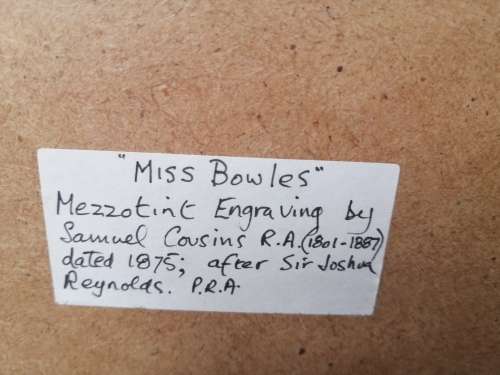 "Miss Bowles"
Mezzotint Engraving by
Samuel Cousins R.A. (1801-1887)
dated 1875; after Sir Joshua
Reynolds. P.R.A.